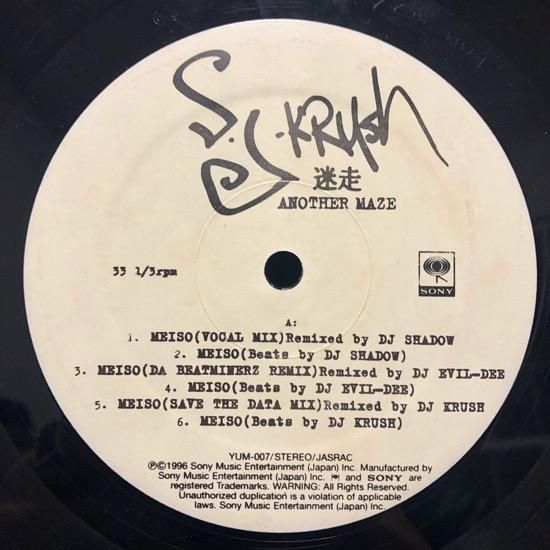 DJ-KRUSH
迷走
ANOTHER MAZE
33 1/3rpm
SONY
A:
1. MEISO(VOCAL MIX)Remixed by DJ SHADOW
2. MEISO(Beats by DJ SHADOW)
3. MEISO(DA BEATMINERZ REMIX)Remixed by DJ EVIL-DEE
4. MEISO(Beats by DJ EVIL-DEE)
5. MEISO(SAVE THE DATA MIX)Remixed by DJ KRUSH
6. MEISO(Beats by DJ KRUSH)
YUM-007/STEREO/JASRAC
Ⓟ©1996 Sony Music Entertainment (Japan) Inc. Manufactured by
Sony Music Entertainment (Japan) Inc. and SONY are
registered Trademarks. WARNING: All Rights Reserved.
Unauthorized duplication is a violation of applicable
laws. Sony Music Entertainment (Japan) Inc.